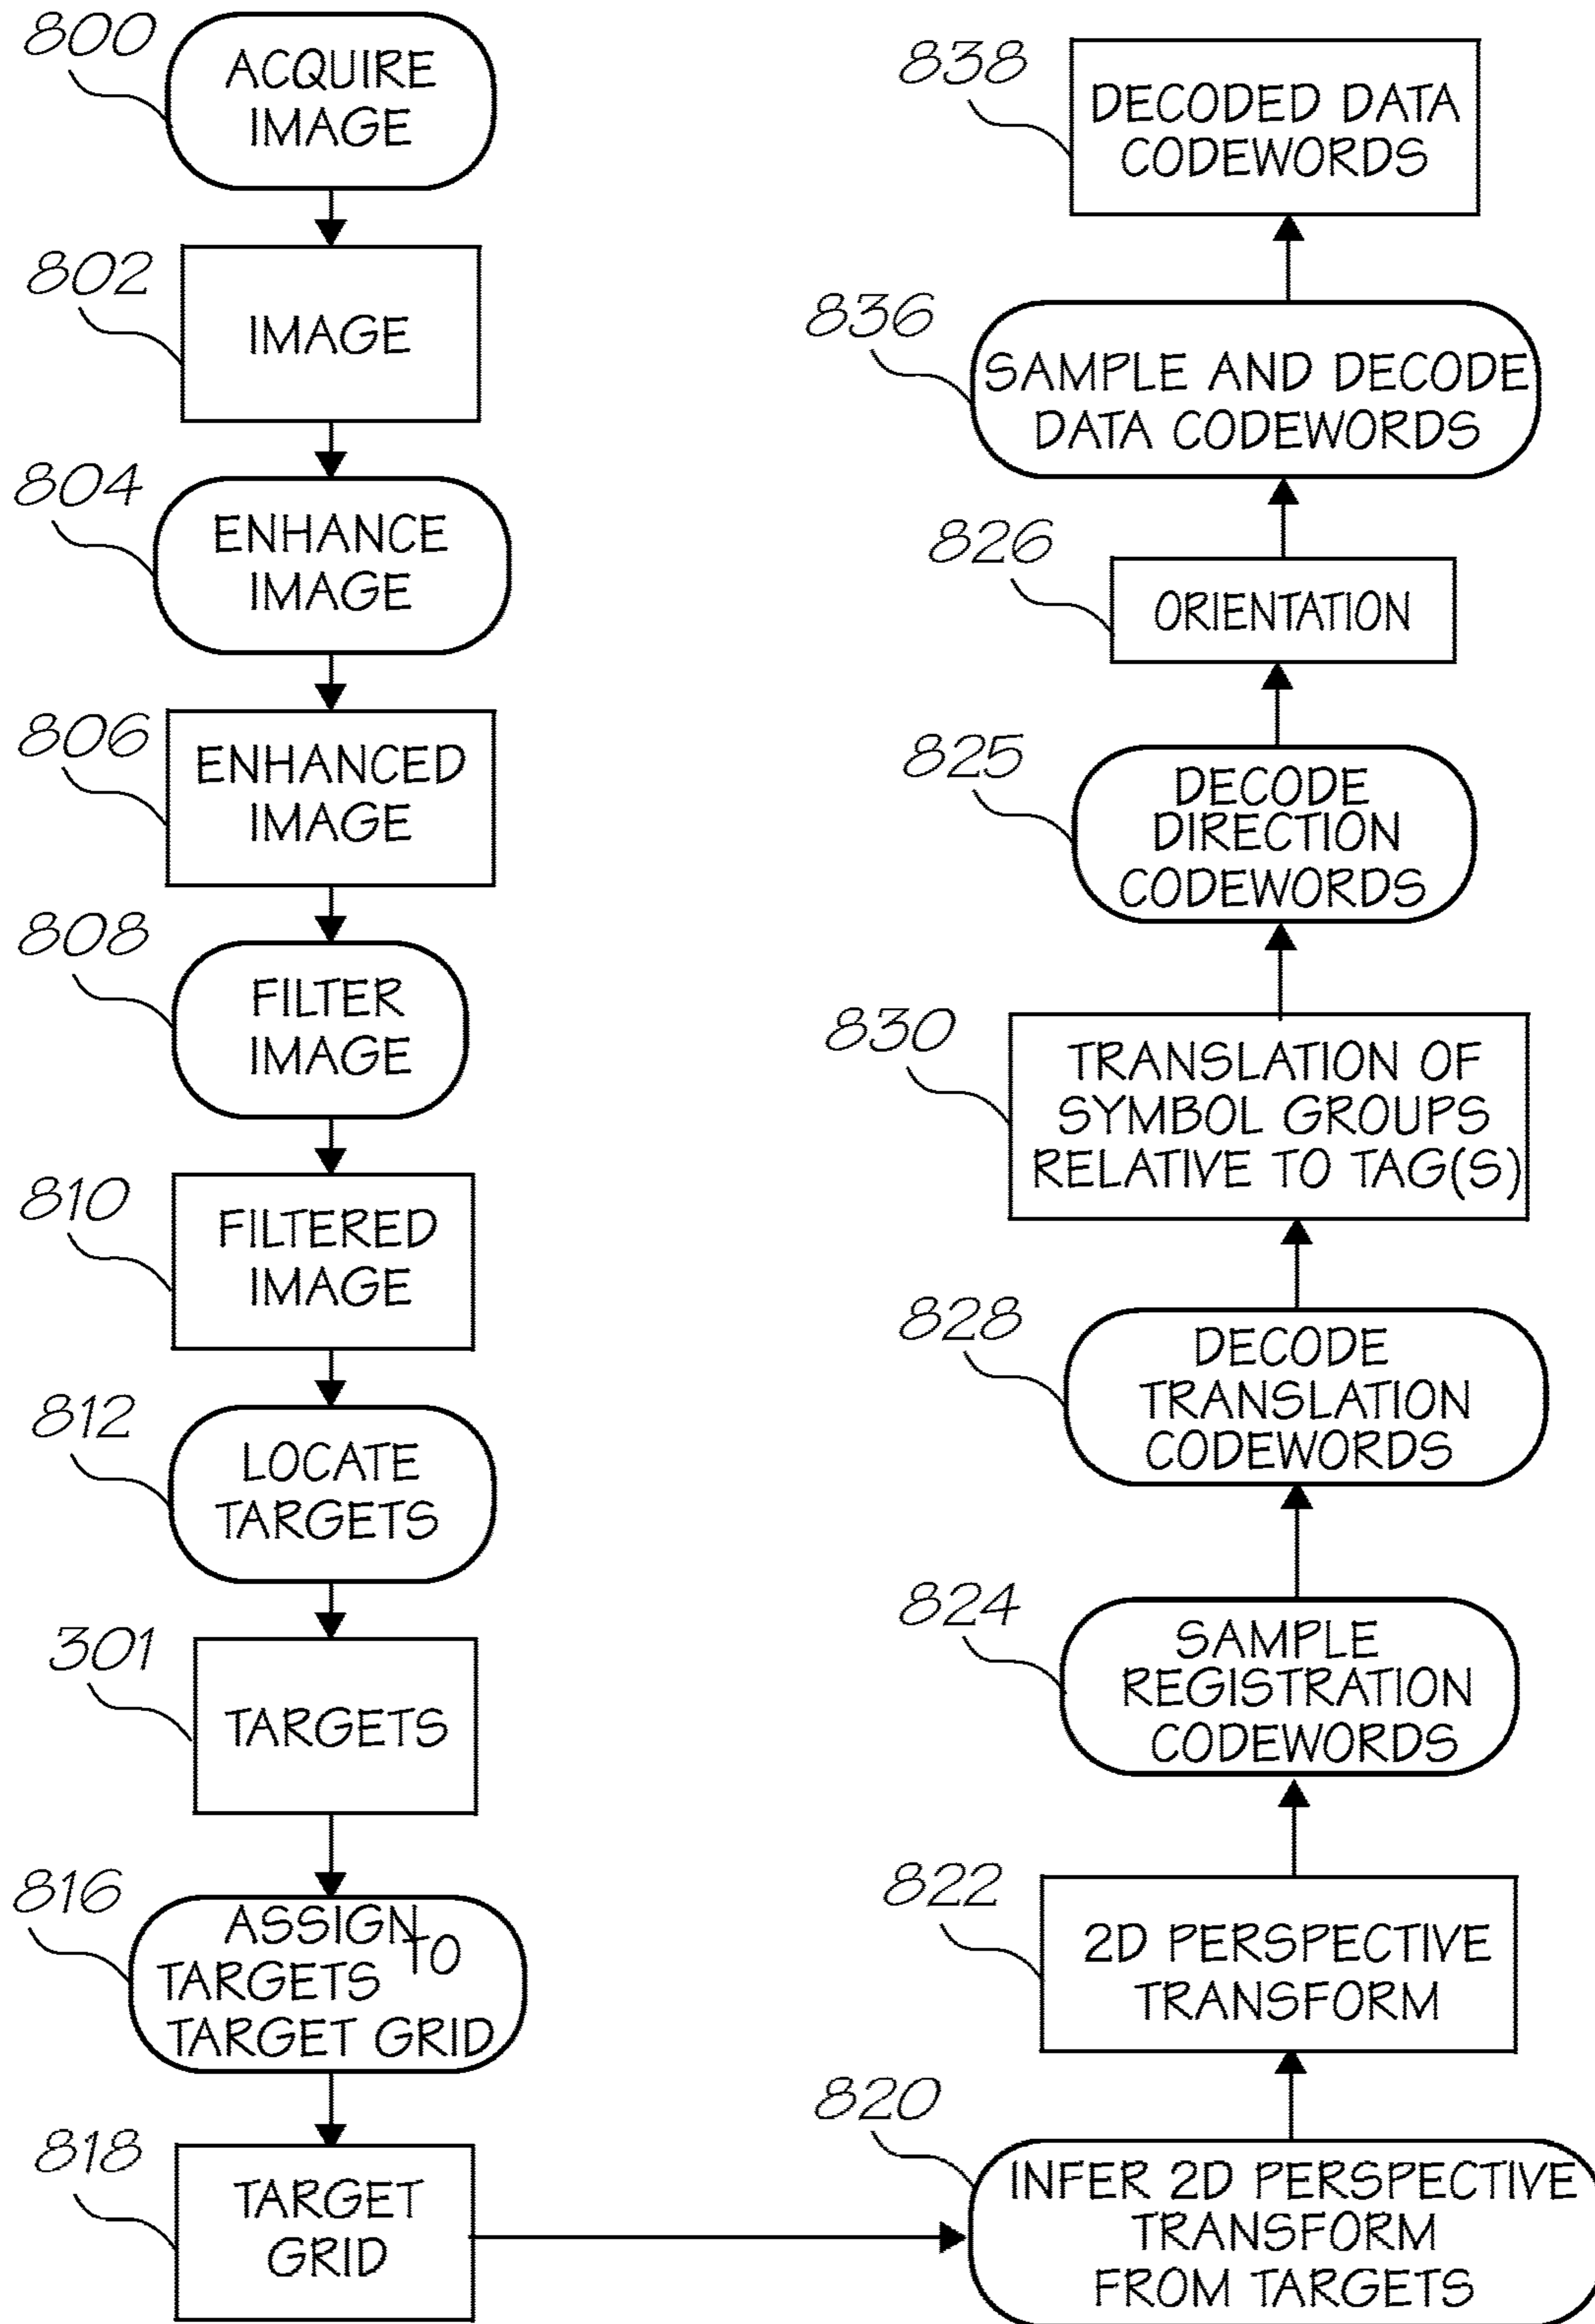 800
ACQUIRE
IMAGE
802
IMAGE
804
ENHANCE
IMAGE
806
ENHANCED
IMAGE
808
FILTER
IMAGE
810
FILTERED
IMAGE
812
LOCATE
TARGETS
301
TARGETS
816
ASSIGN
TARGETS TO
TARGET GRID
818
TARGET
GRID
820
INFER 2D PERSPECTIVE
TRANSFORM
FROM TARGETS
822
2D PERSPECTIVE
TRANSFORM
824
SAMPLE
REGISTRATION
CODEWORDS
828
DECODE
TRANSLATION
CODEWORDS
830
TRANSLATION OF
SYMBOL GROUPS
RELATIVE TO TAG(S)
825
DECODE
DIRECTION
CODEWORDS
826
ORIENTATION
836
SAMPLE AND DECODE
DATA CODEWORDS
838
DECODED DATA
CODEWORDS